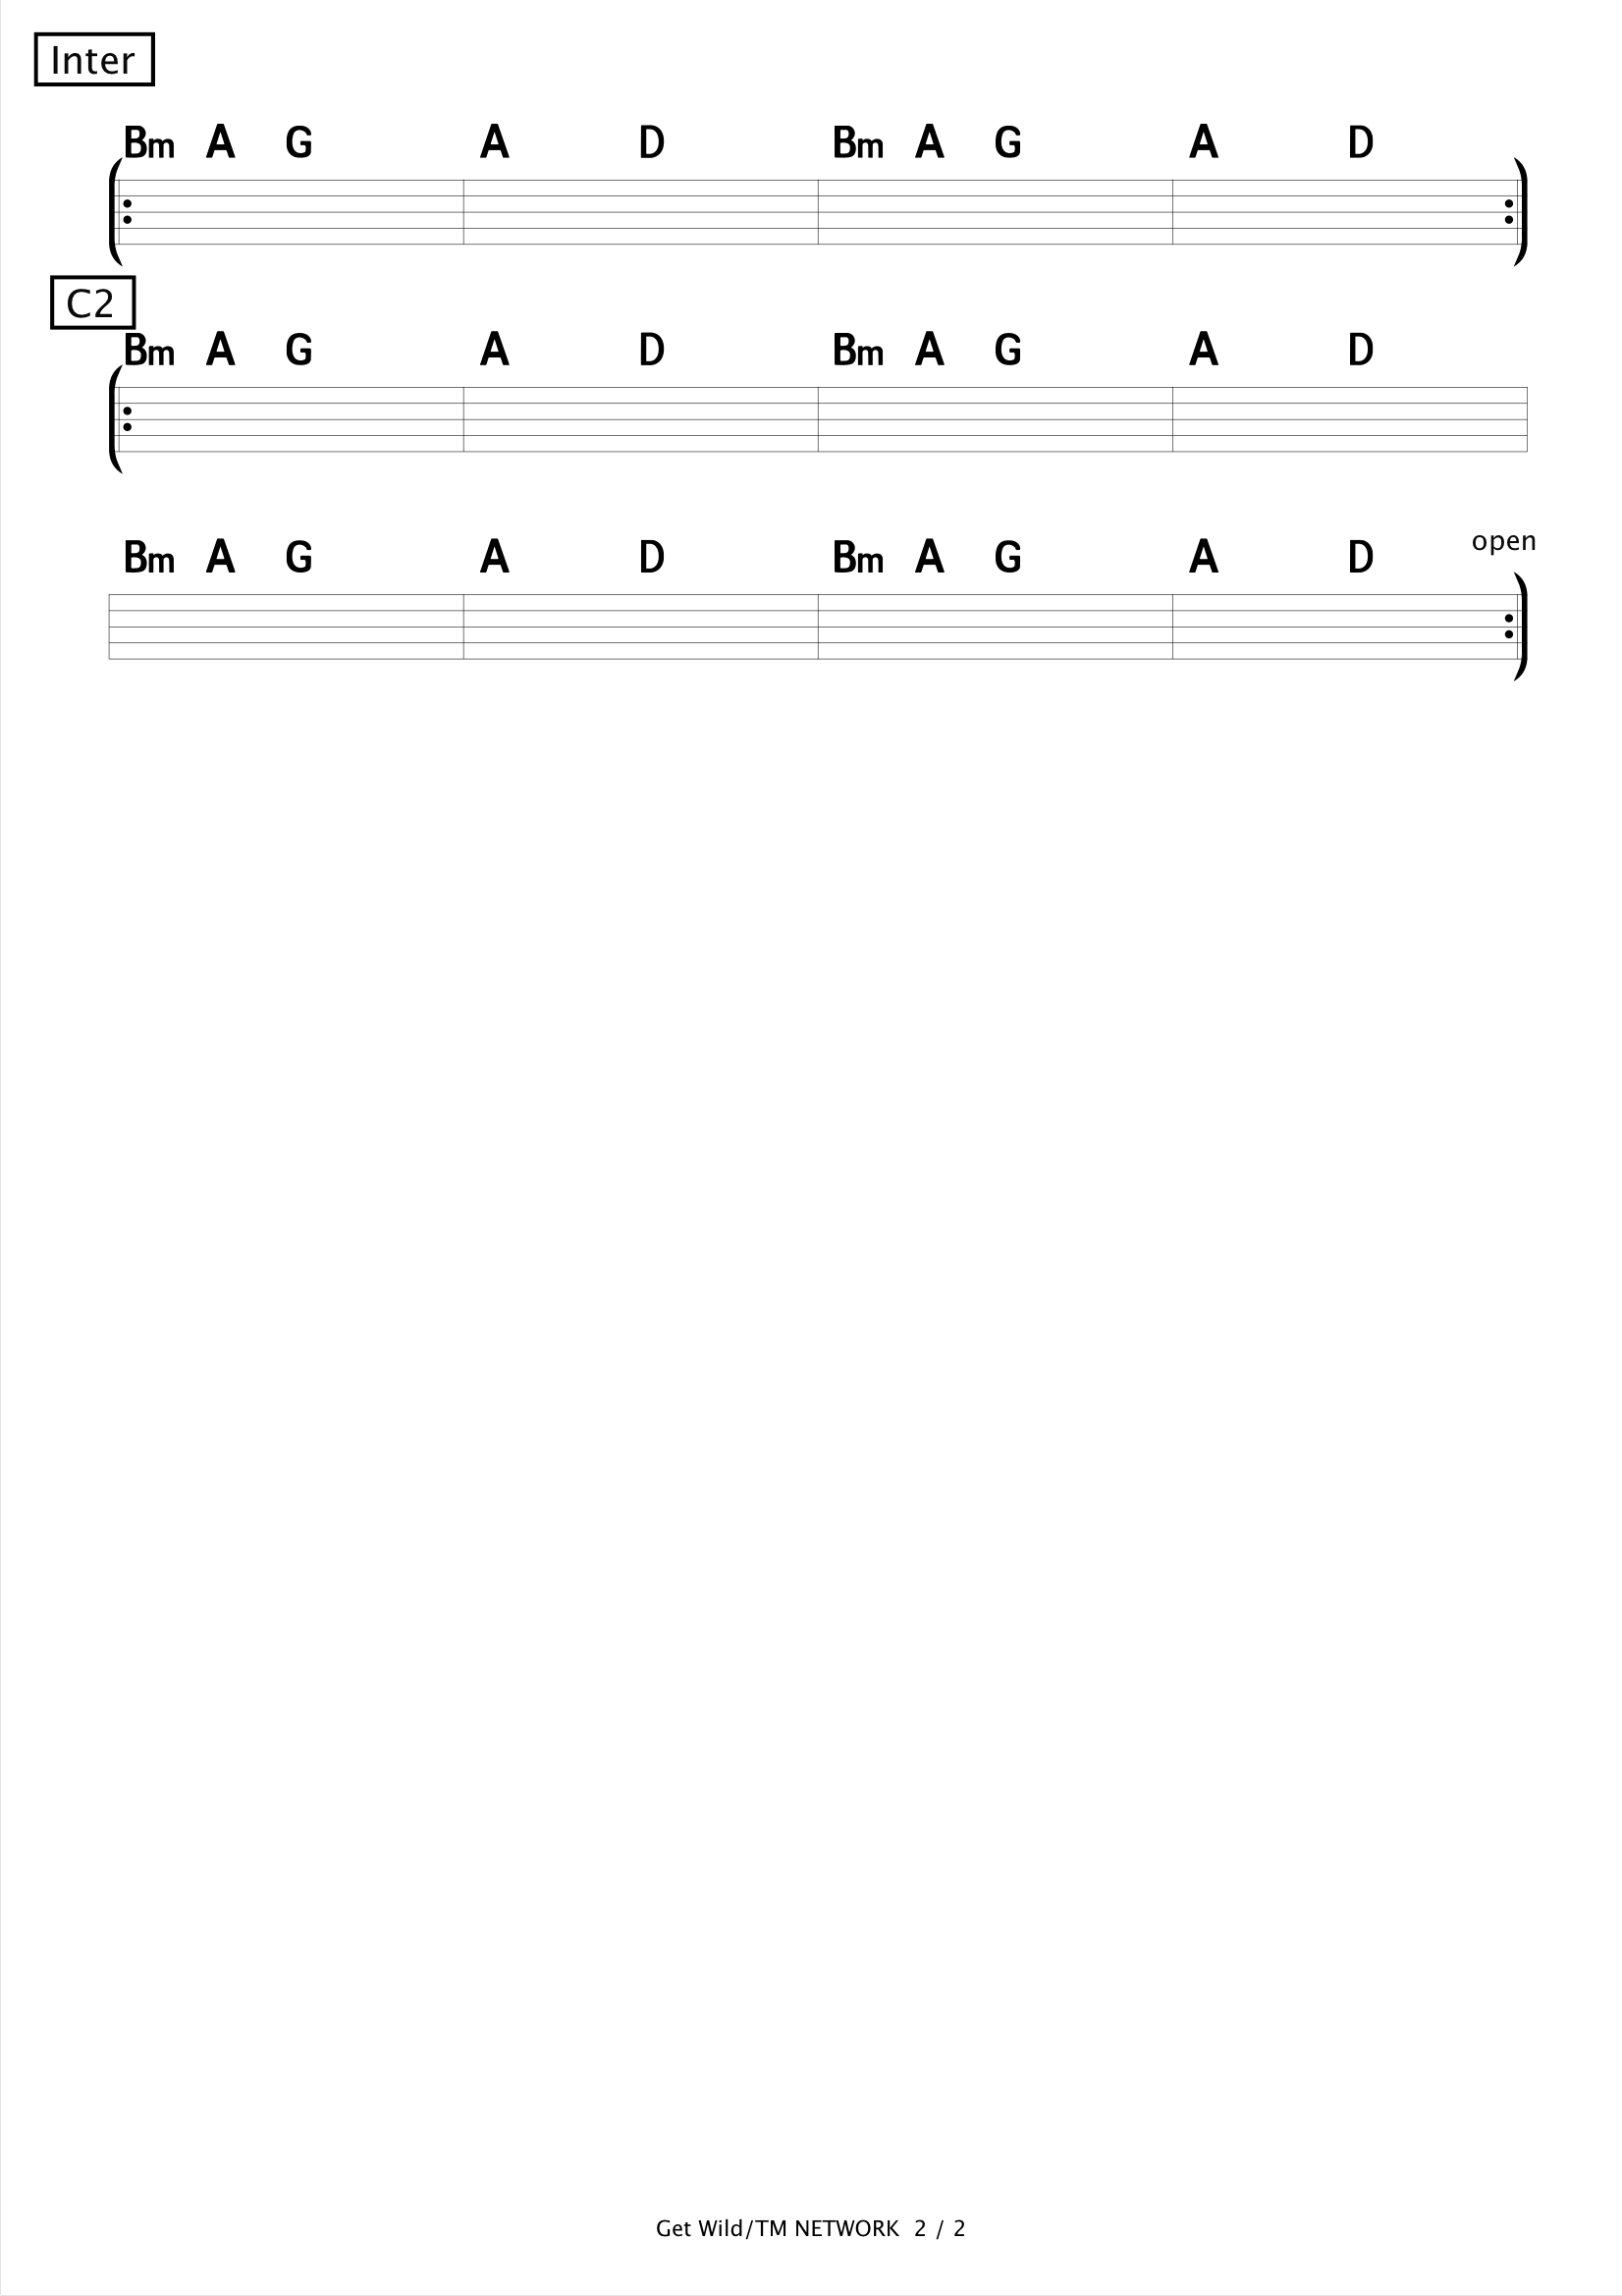 Inter
Bm A G A D Bm A G A D
C2
Bm A G A D Bm A G A D
open
Bm A G A D Bm A G A D
Get Wild/TM NETWORK 2 / 2